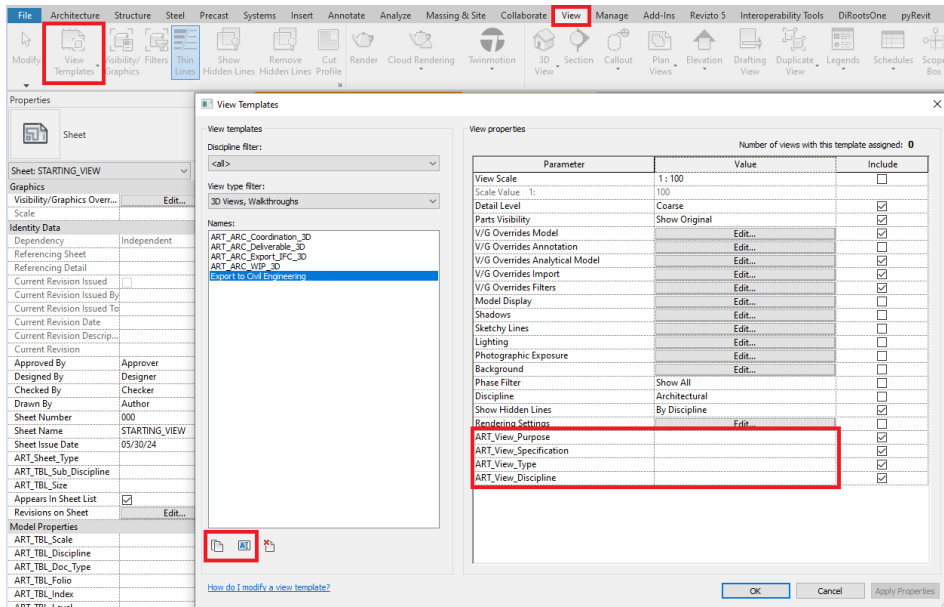 File Architecture Structure Steel Precast Systems Insert Annotate Analyze Massing & Site Collaborate View Manage Add-Ins Revizto 5 Interoperability Tools DiRootsOne pyRevit
Modify View Templates Visibility/ Graphics Filters Thin Lines Show Hidden Lines Remove Hidden Lines Cut Profile Render Cloud Rendering Twinmotion 3D View Section Callout Plan Views Elevation Drafting View Duplicate View Legends Schedules Scope Box
Properties
Sheet
Sheet: STARTING_VIEW
Graphics
Visibility/Graphics Overr... Edit...
Scale
Identity Data
Dependency Independent
Referencing Sheet
Referencing Detail
Current Revision Issued
Current Revision Issued By
Current Revision Issued To
Current Revision Date
Current Revision Descrip...
Current Revision
Approved By Approver
Designed By Designer
Checked By Checker
Drawn By Author
Sheet Number 000
Sheet Name STARTING_VIEW
Sheet Issue Date 05/30/24
ART_Sheet_Type
ART_TBL_Sub_Discipline
ART_TBL_Size
Appears In Sheet List
Revisions on Sheet Edit...
Model Properties
ART_TBL_Scale
ART_TBL_Discipline
ART_TBL_Doc_Type
ART_TBL_Folio
ART_TBL_Index
ART_TBL_Level
View Templates
View templates
Discipline filter:
<all>
View type filter:
3D Views, Walkthroughs
Names:
ART_ARC_Coordination_3D
ART_ARC_Deliverable_3D
ART_ARC_Export_IFC_3D
ART_ARC_WIP_3D
Export to Civil Engineering
How do I modify a view template?
View properties
Number of views with this template assigned: 0
Parameter Value Include
View Scale 1 : 100
Scale Value 1: 100
Detail Level Coarse
Parts Visibility Show Original
V/G Overrides Model Edit...
V/G Overrides Annotation Edit...
V/G Overrides Analytical Model Edit...
V/G Overrides Import Edit...
V/G Overrides Filters Edit...
Model Display Edit...
Shadows Edit...
Sketchy Lines Edit...
Lighting Edit...
Photographic Exposure Edit...
Background Edit...
Phase Filter Show All
Discipline Architectural
Show Hidden Lines By Discipline
Rendering Settings Edit...
ART_View_Purpose
ART_View_Specification
ART_View_Type
ART_View_Discipline
OK Cancel Apply Properties